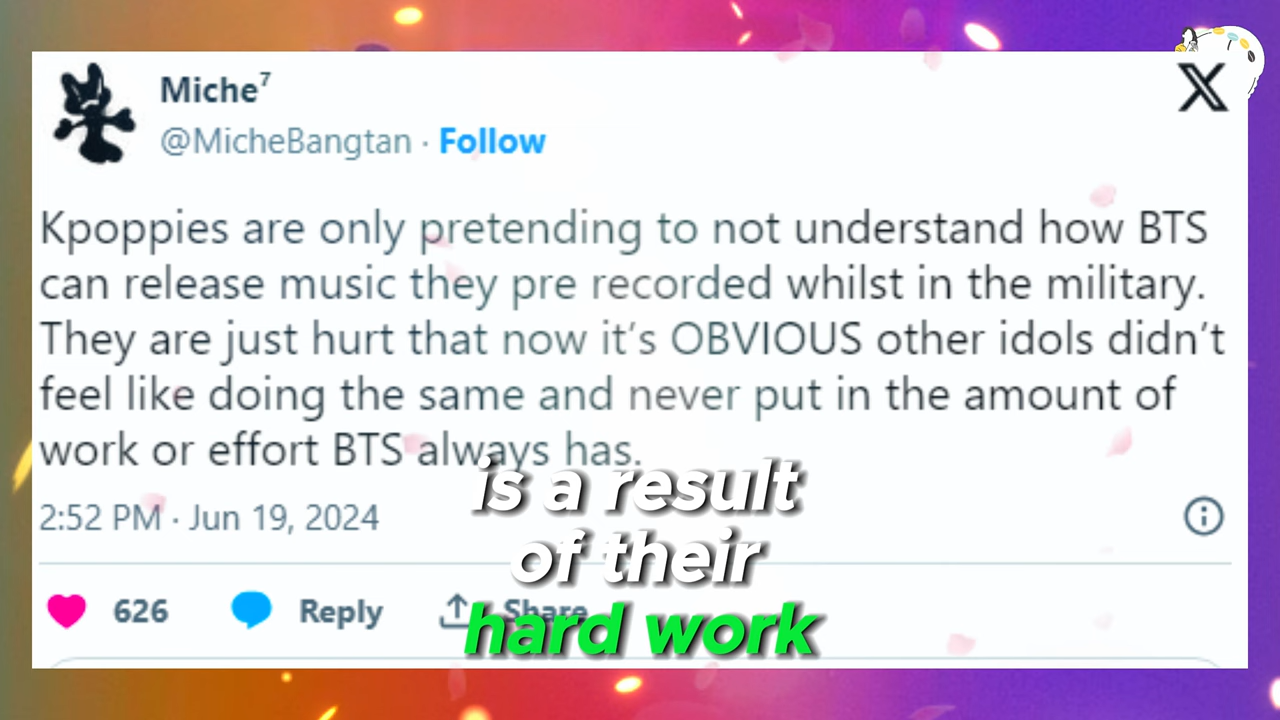 Miche⁷
@MicheBangtan · Follow
Kpoppies are only pretending to not understand how BTS
can release music they pre recorded whilst in the military.
They are just hurt that now it's OBVIOUS other idols didn't
feel like doing the same and never put in the amount of
work or effort BTS always has.
is a result
2:52 PM · Jun 19, 2024
of their
626 Reply Share
hard work